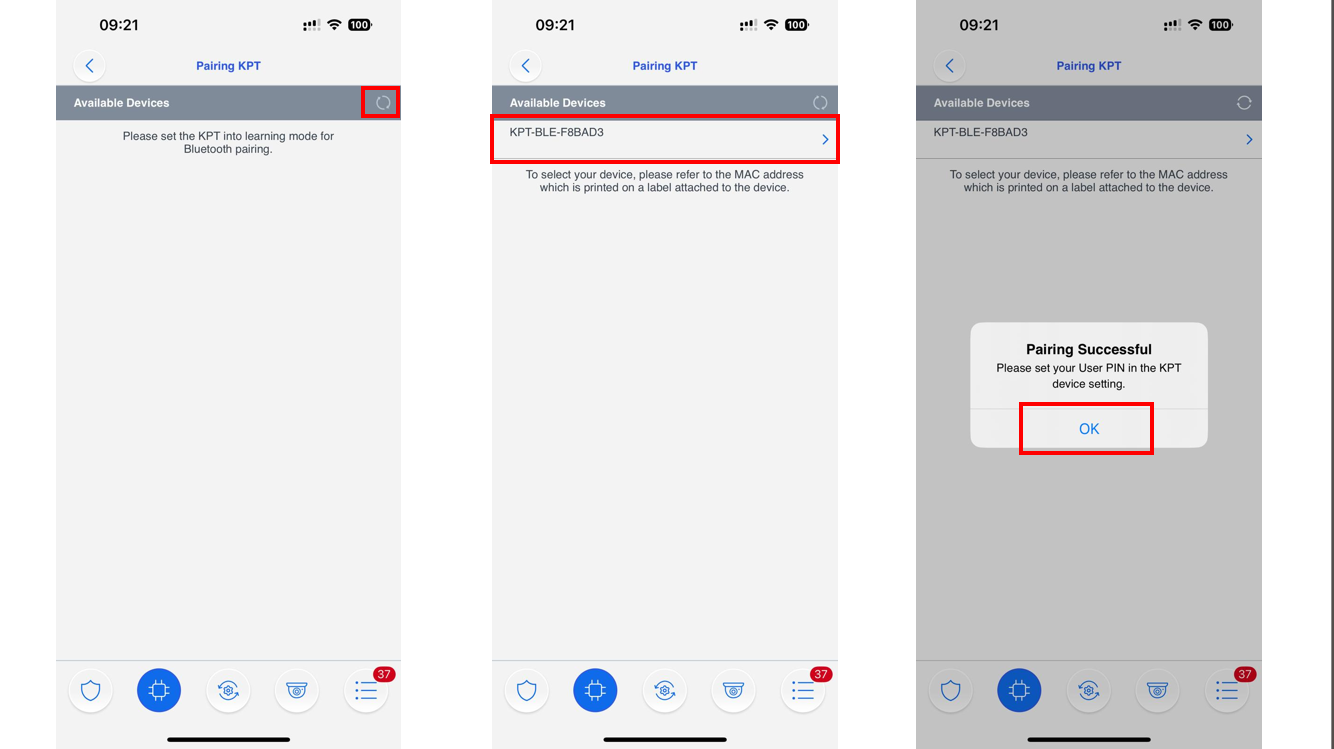 09:21
100
Pairing KPT
Available Devices
Please set the KPT into learning mode for
Bluetooth pairing.
37
09:21
100
Pairing KPT
Available Devices
KPT-BLE-F8BAD3
To select your device, please refer to the MAC address
which is printed on a label attached to the device.
37
09:21
100
Pairing KPT
Available Devices
KPT-BLE-F8BAD3
To select your device, please refer to the MAC address
which is printed on a label attached to the device.
Pairing Successful
Please set your User PIN in the KPT
device setting.
OK
37